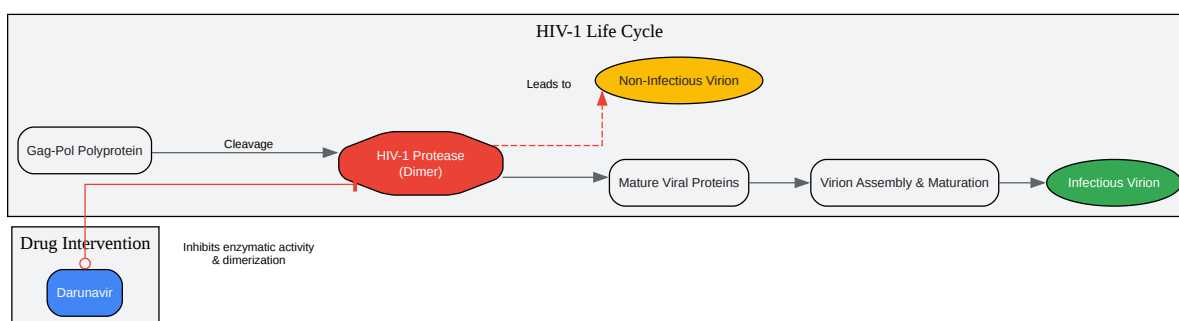 HIV-1 Life Cycle
Leads to
Non-Infectious Virion
Gag-Pol Polyprotein
Cleavage
HIV-1 Protease
(Dimer)
Mature Viral Proteins
Virion Assembly & Maturation
Infectious Virion
Drug Intervention
Inhibits enzymatic activity
& dimerization
Darunavir